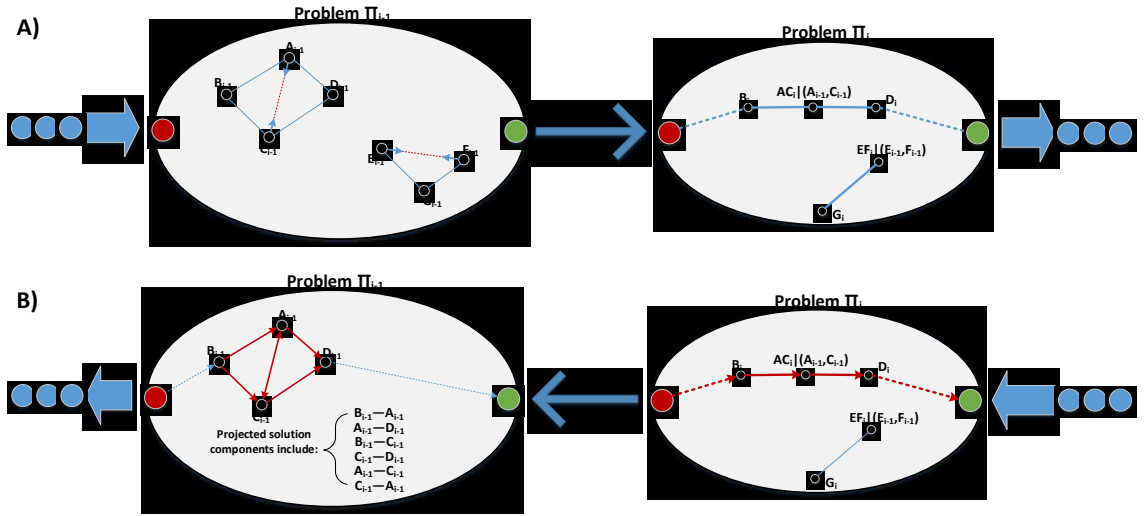 A)
Problem Πi-1
Ai-1
Bi-1
Di-1
Ci-1
Ei-1
Fi-1
Gi-1
Problem Πi
Bi
ACi|(Ai-1,Ci-1)
Di
EFi|(Ei-1,Fi-1)
Gi
B)
Problem Πi-1
Ai-1
Bi-1
Di-1
Ci-1
Projected solution
components include:
Bi-1—Ai-1
Ai-1—Di-1
Bi-1—Ci-1
Ci-1—Di-1
Ai-1—Ci-1
Ci-1—Ai-1
Problem Πi
Bi
ACi|(Ai-1,Ci-1)
Di
EFi|(Ei-1,Fi-1)
Gi